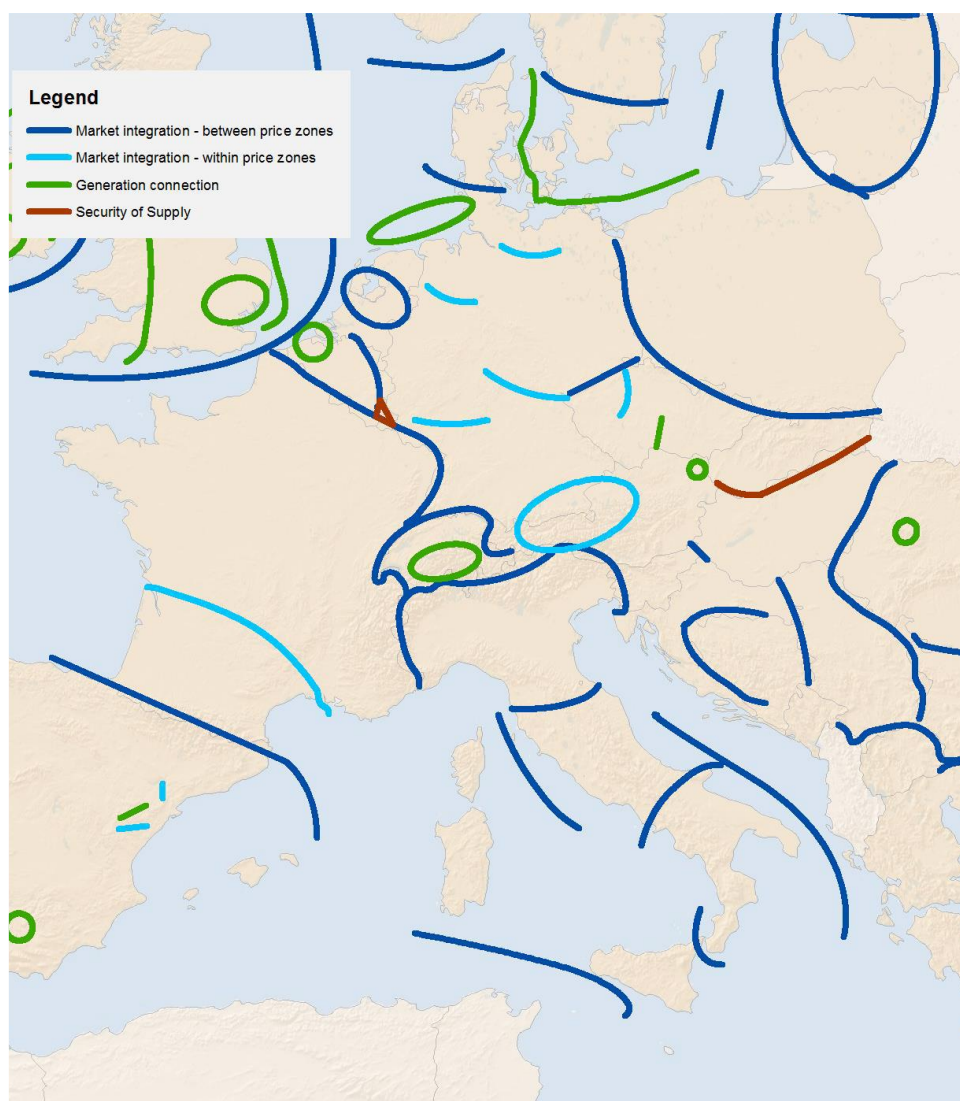 Legend
Market integration - between price zones
Market integration - within price zones
Generation connection
Security of Supply